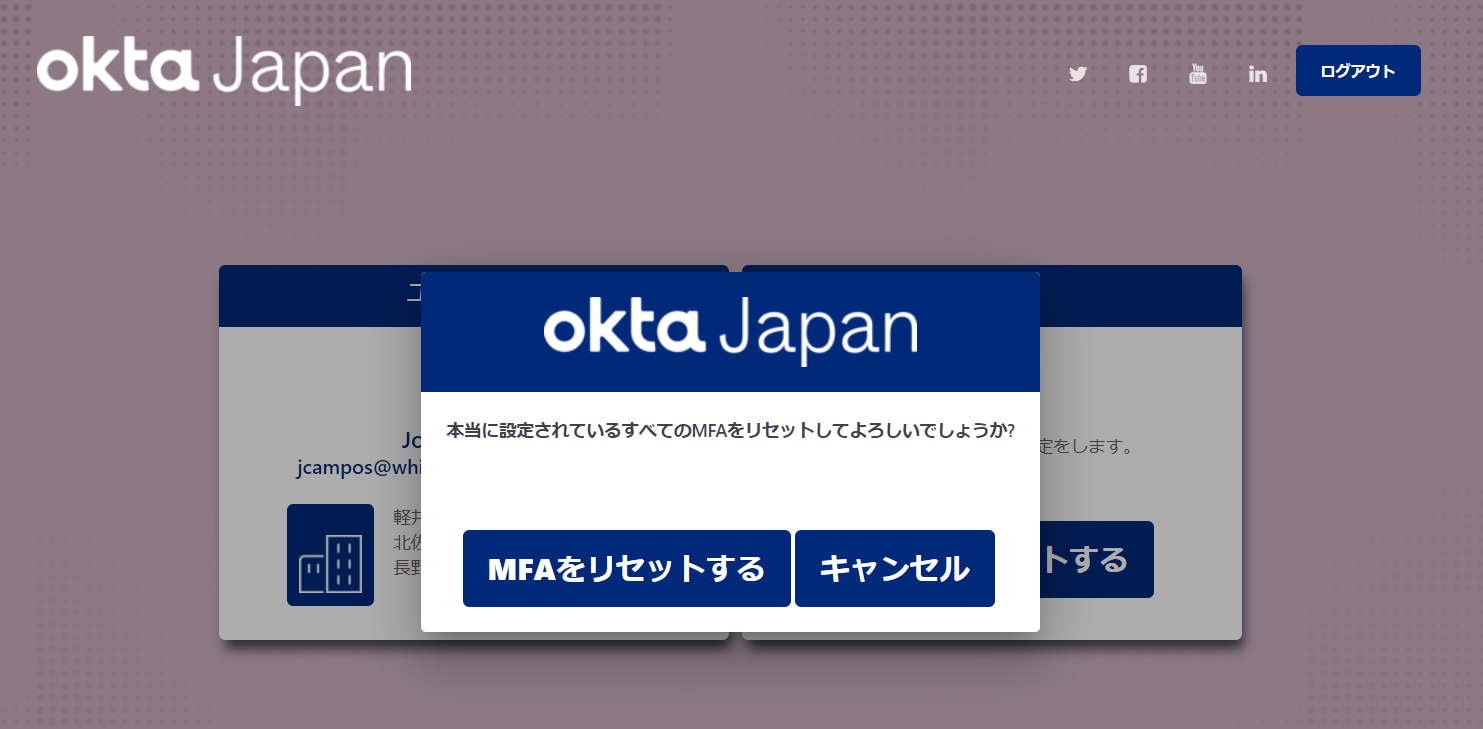 okta Japan
ログアウト
okta Japan
本当に設定されているすべてのMFAをリセットしてよろしいでしょうか?
Jo
jcampos@whi
定をします。
軽井
北佐
長野
MFAをリセットする
キャンセル
トする